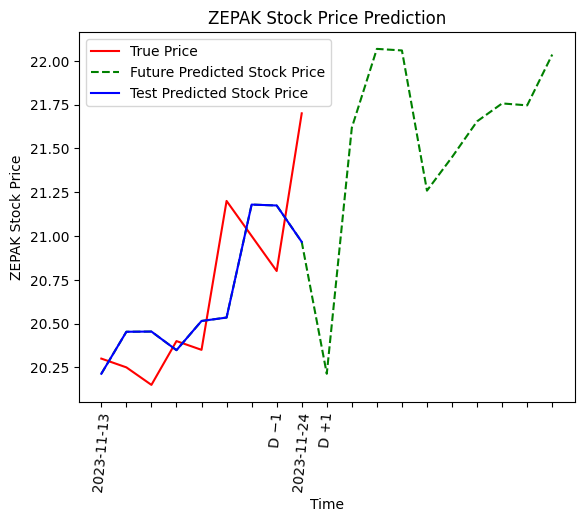 ZEPAK Stock Price Prediction
True Price
Future Predicted Stock Price
Test Predicted Stock Price
ZEPAK Stock Price
22.00
21.75
21.50
21.25
21.00
20.75
20.50
20.25
2023-11-13
D −1
2023-11-24
D +1
Time